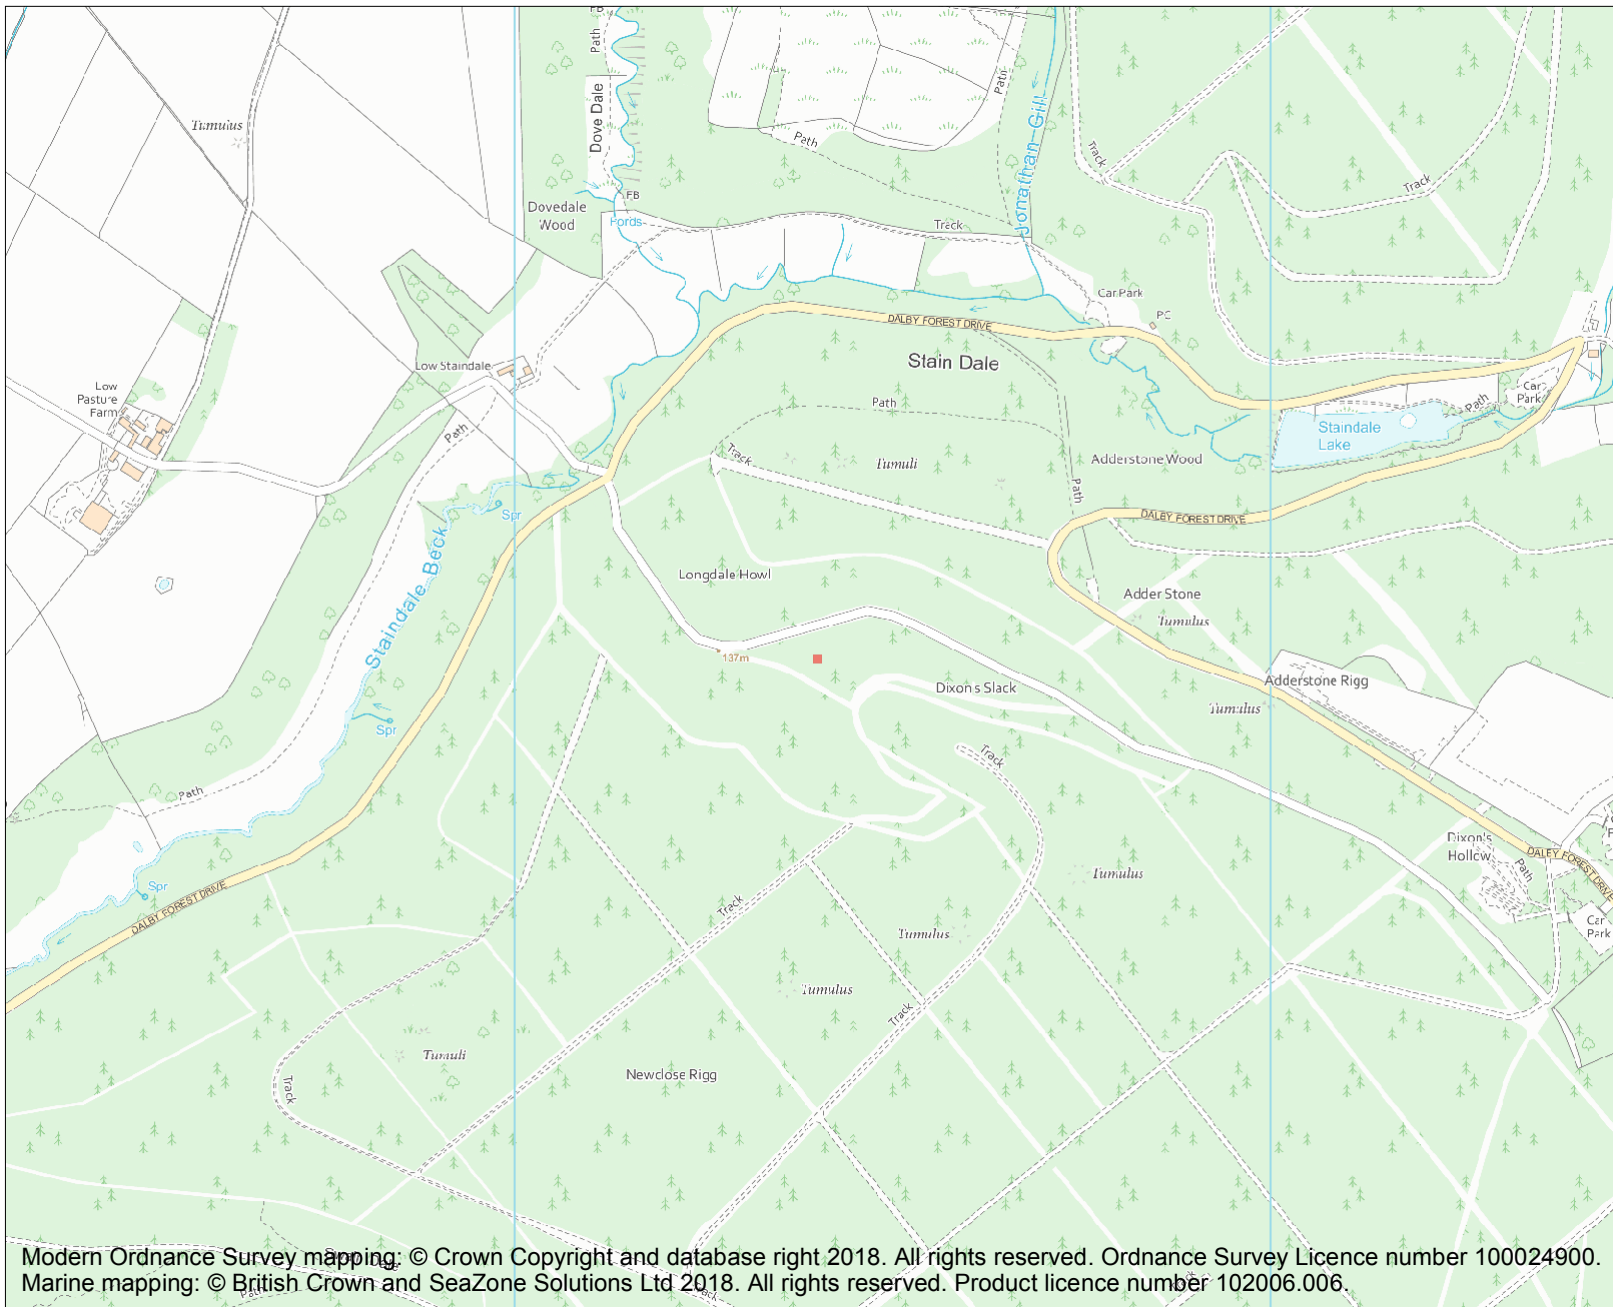 FB
Path
Dove Dale
Tumulus
Path
Path
Jonathan Gill
Track
Track
FB
Dovedale
Wood
Fords
Track
Car Park
PC
DALBY FOREST DRIVE
Stain Dale
Low Staindale
Low
Pasture
Farm
Path
Path
Car
Park
Path
Staindale
Lake
Track
Tumuli
Adderstone Wood
Path
Spr
DALBY FOREST DRIVE
Staindale Beck
Longdale Howl
Adder Stone
Tumulus
137m
Dixon's Slack
Adderstone Rigg
Tumulus
Spr
Track
Path
Dixon's
Hollow
Path
DALBY FOREST DRIVE
Tumulus
Spr
DALBY FOREST DRIVE
Track
Tumulus
Car
Park
Tumulus
Track
Tumuli
Newclose Rigg
Track
Modern Ordnance Survey mapping: © Crown Copyright and database right 2018. All rights reserved. Ordnance Survey Licence number 100024900.
Marine mapping: © British Crown and SeaZone Solutions Ltd 2018. All rights reserved. Product licence number 102006.006.
Path
Track
Track